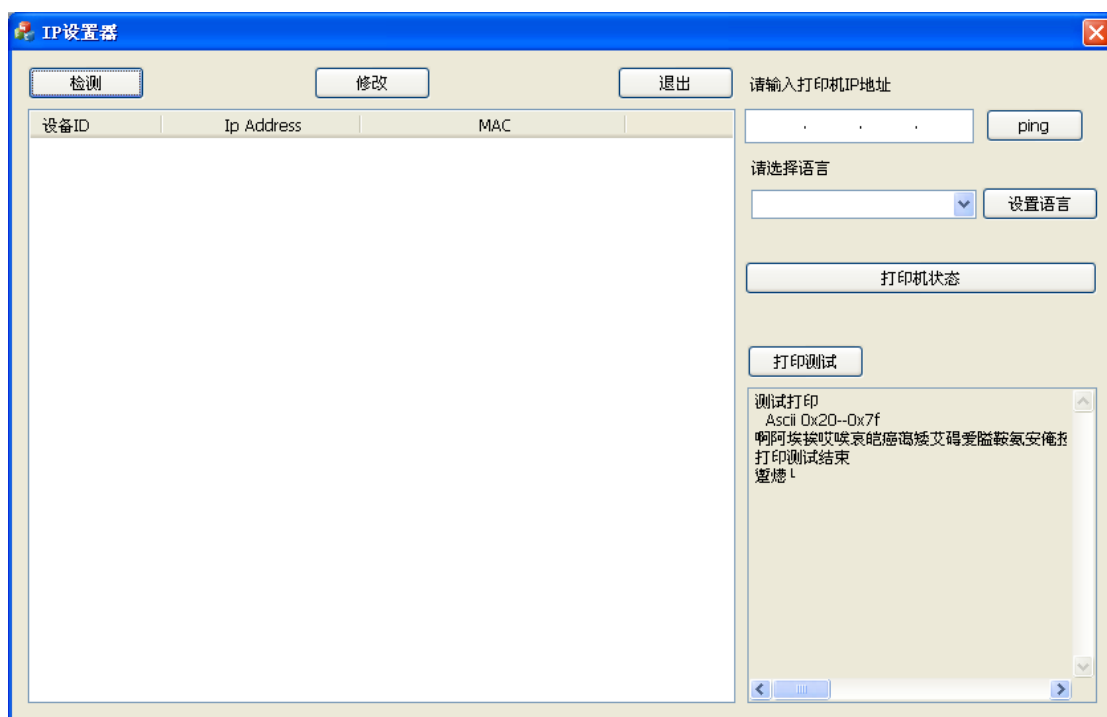 IP设置器
检测 修改 退出
设备ID Ip Address MAC
请输入打印机IP地址
. . . ping
请选择语言
设置语言
打印机状态
打印测试
测试打印
Ascii 0x20--0x7f
啊阿埃挨哎唉哀皑癌蔼矮艾碍爱隘鞍氨安俺
打印测试结束